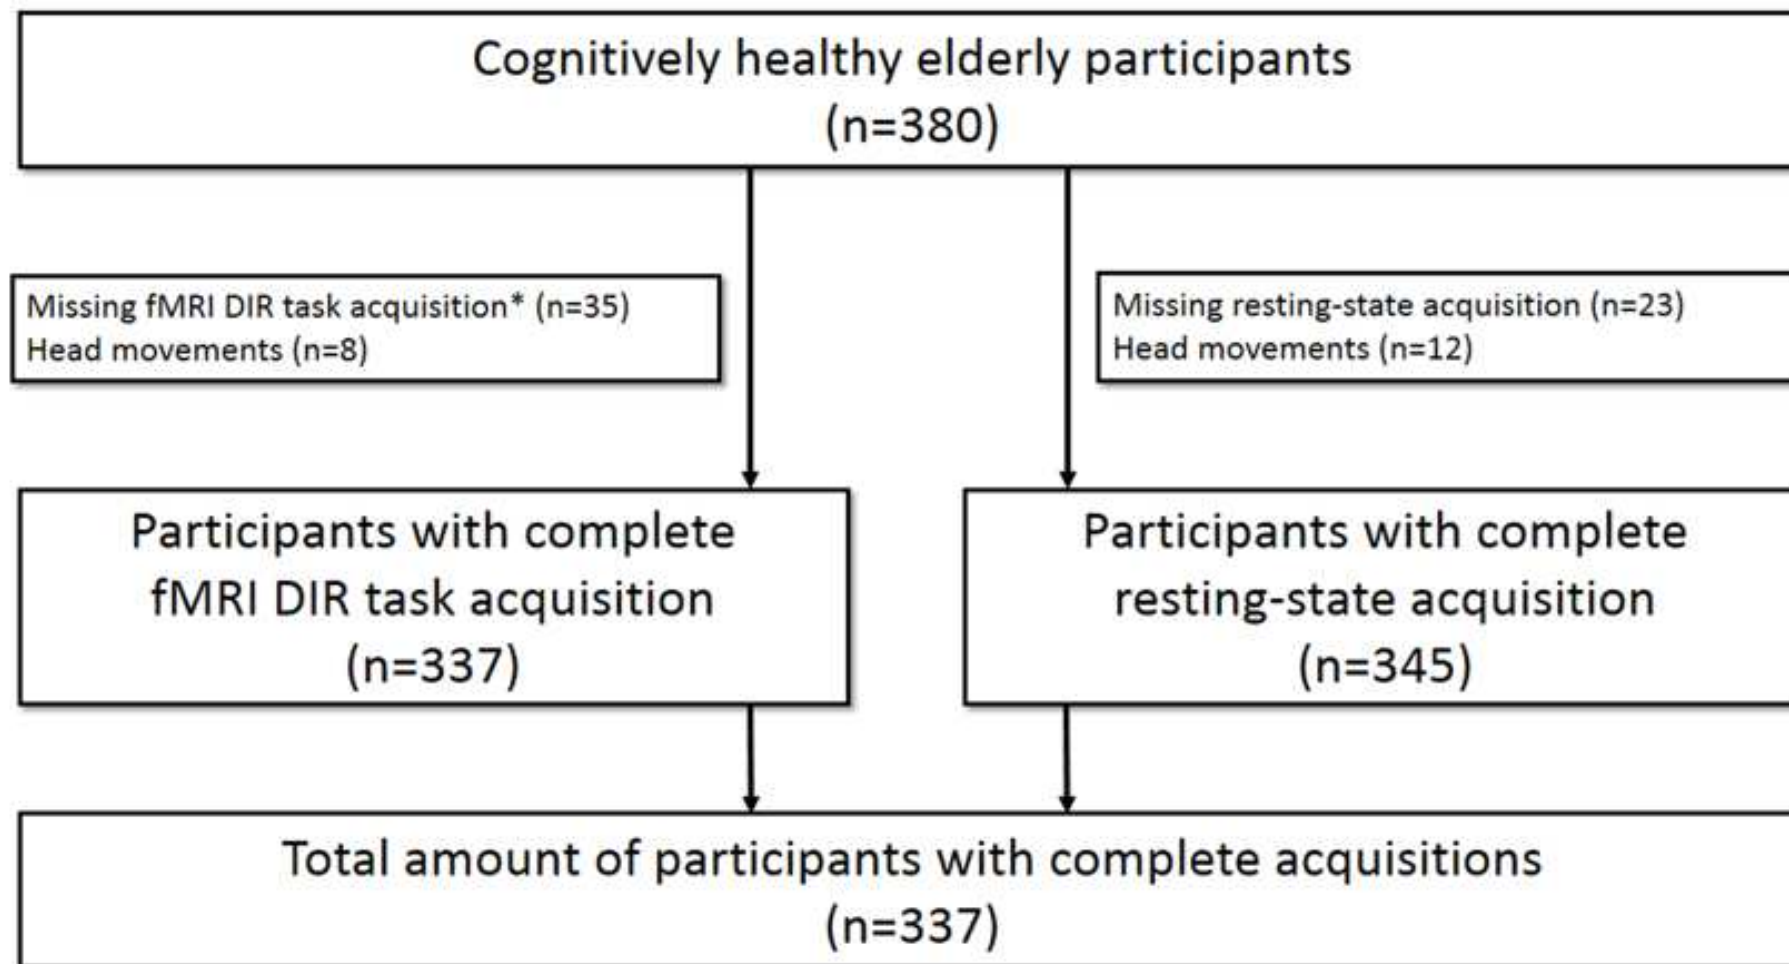 Cognitively healthy elderly participants
(n=380)
Missing fMRI DIR task acquisition* (n=35)
Head movements (n=8)
Missing resting-state acquisition (n=23)
Head movements (n=12)
Participants with complete
fMRI DIR task acquisition
(n=337)
Participants with complete
resting-state acquisition
(n=345)
Total amount of participants with complete acquisitions
(n=337)